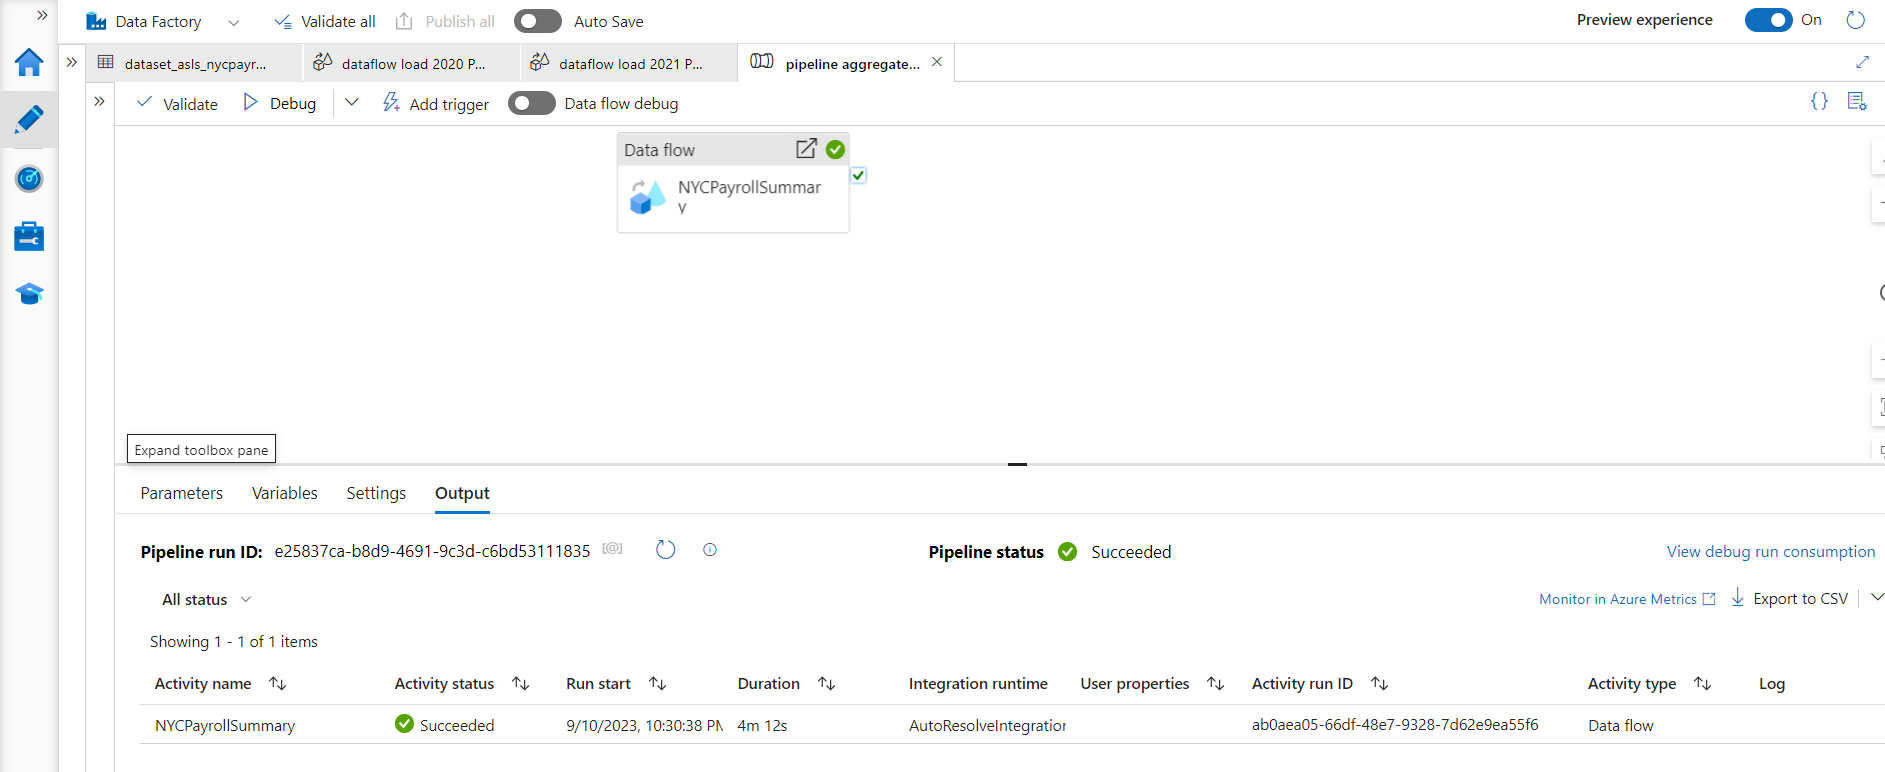 Data Factory Validate all Publish all Auto Save Preview experience On
dataset_asls_nycpayr... dataflow load 2020 P... dataflow load 2021 P... pipeline aggregate...
Validate Debug Add trigger Data flow debug {}
Data flow
NYCPayrollSummar
y
Expand toolbox pane
Parameters Variables Settings Output
Pipeline run ID: e25837ca-b8d9-4691-9c3d-c6bd53111835 [@] Pipeline status Succeeded View debug run consumption
All status Monitor in Azure Metrics Export to CSV
Showing 1 - 1 of 1 items
Activity name Activity status Run start Duration Integration runtime User properties Activity run ID Activity type Log
NYCPayrollSummary Succeeded 9/10/2023, 10:30:38 PM 4m 12s AutoResolveIntegration ab0aea05-66df-48e7-9328-7d62e9ea55f6 Data flow